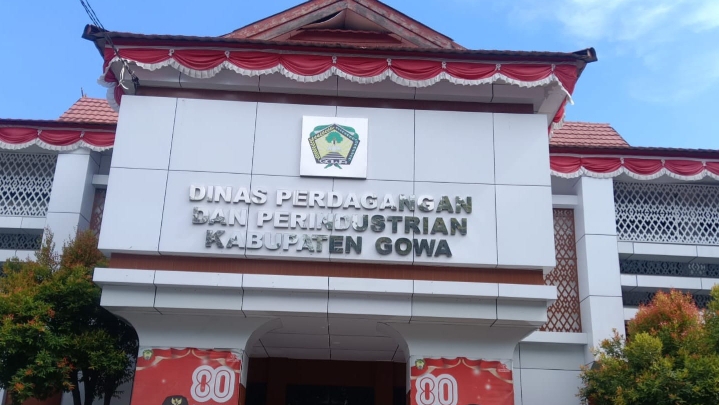 DINAS PERDAGANGAN
DAN PERINDUSTRIAN
KABUPATEN GOWA
80
80